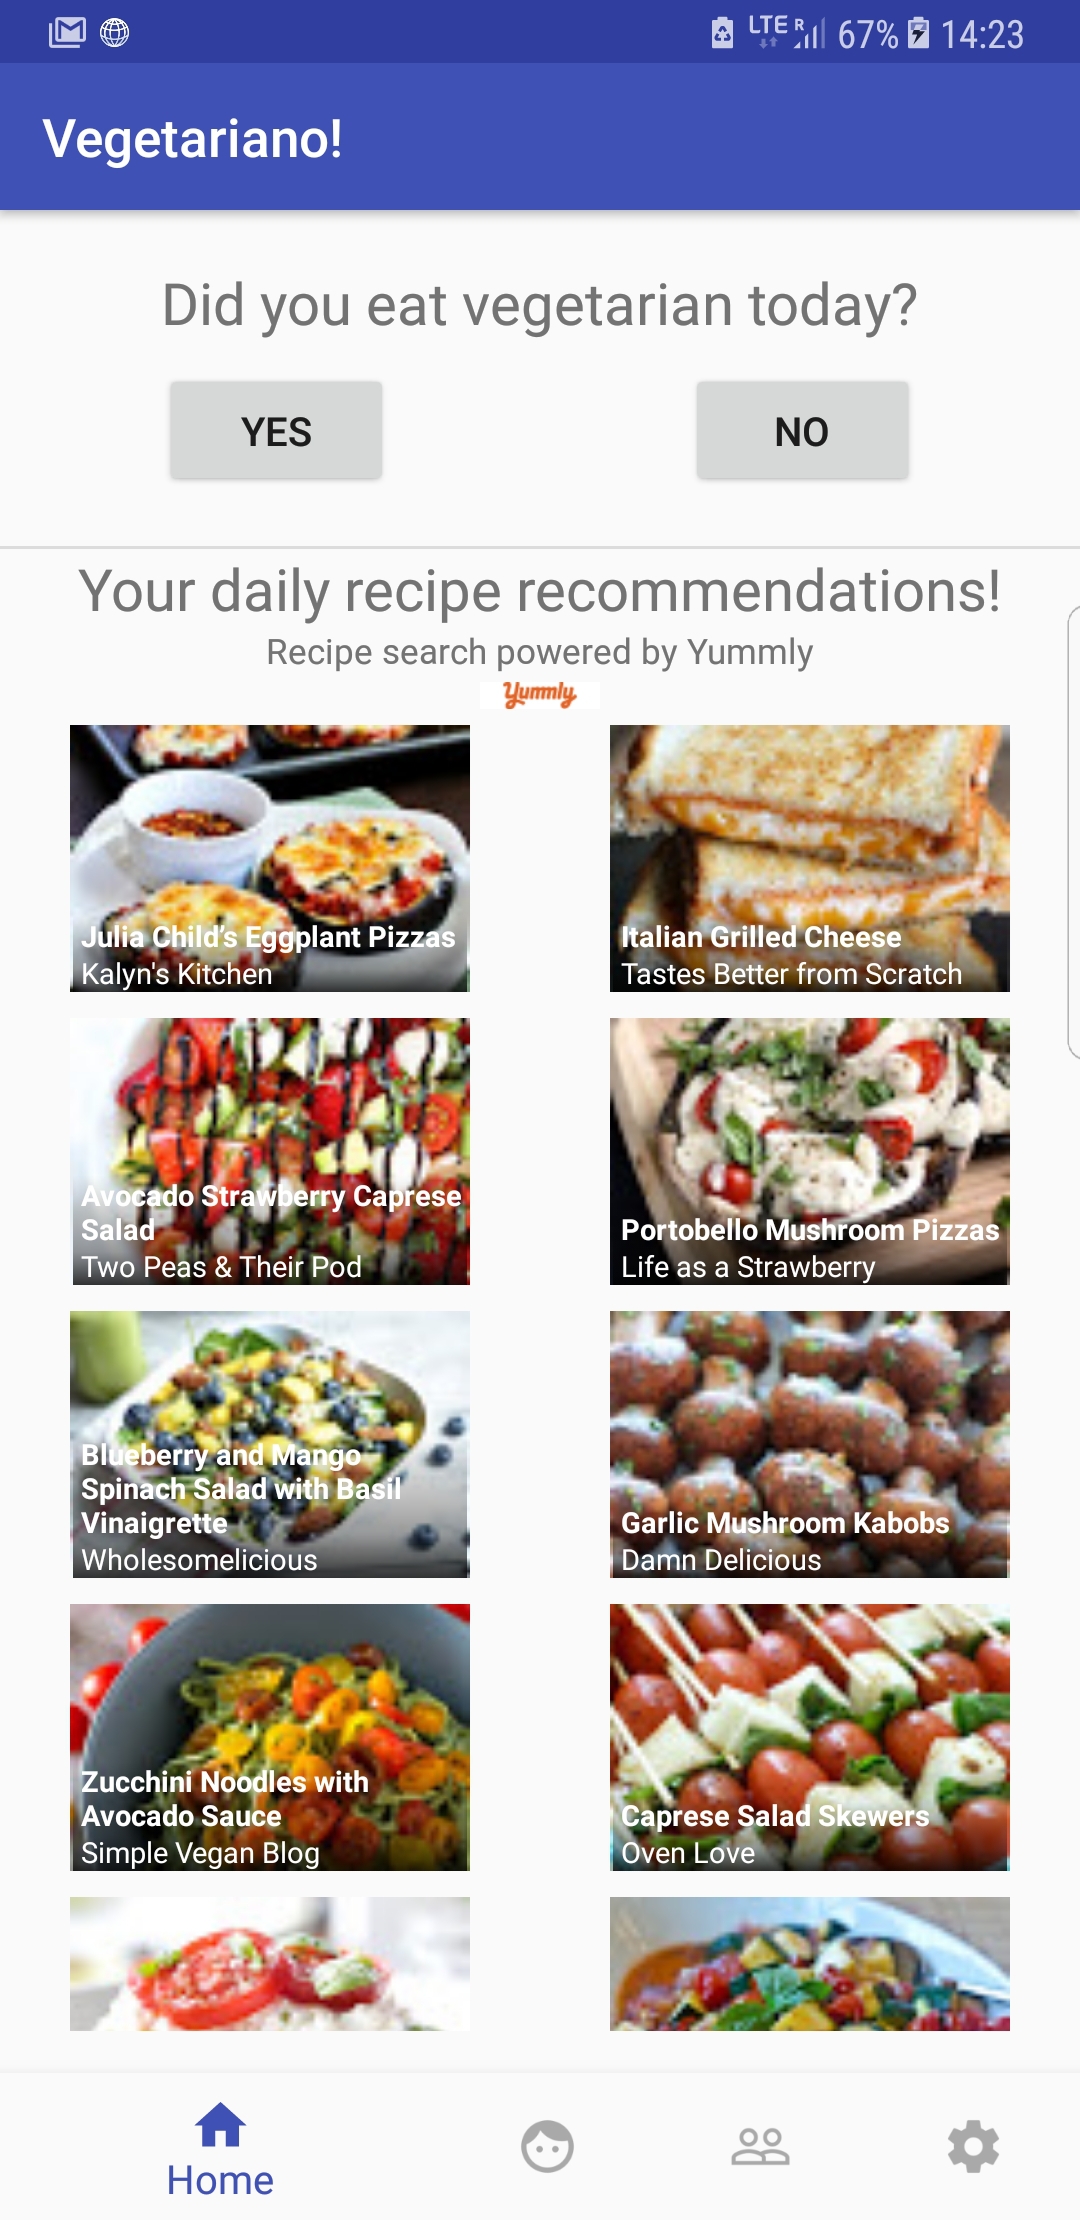 LTE R 67% 14:23
Vegetariano!
Did you eat vegetarian today?
YES
NO
Your daily recipe recommendations!
Recipe search powered by Yummly
Yummly
Julia Child's Eggplant Pizzas
Kalyn's Kitchen
Italian Grilled Cheese
Tastes Better from Scratch
Avocado Strawberry Caprese
Salad
Two Peas & Their Pod
Portobello Mushroom Pizzas
Life as a Strawberry
Blueberry and Mango
Spinach Salad with Basil
Vinaigrette
Wholesomelicious
Garlic Mushroom Kabobs
Damn Delicious
Zucchini Noodles with
Avocado Sauce
Simple Vegan Blog
Caprese Salad Skewers
Oven Love
Home